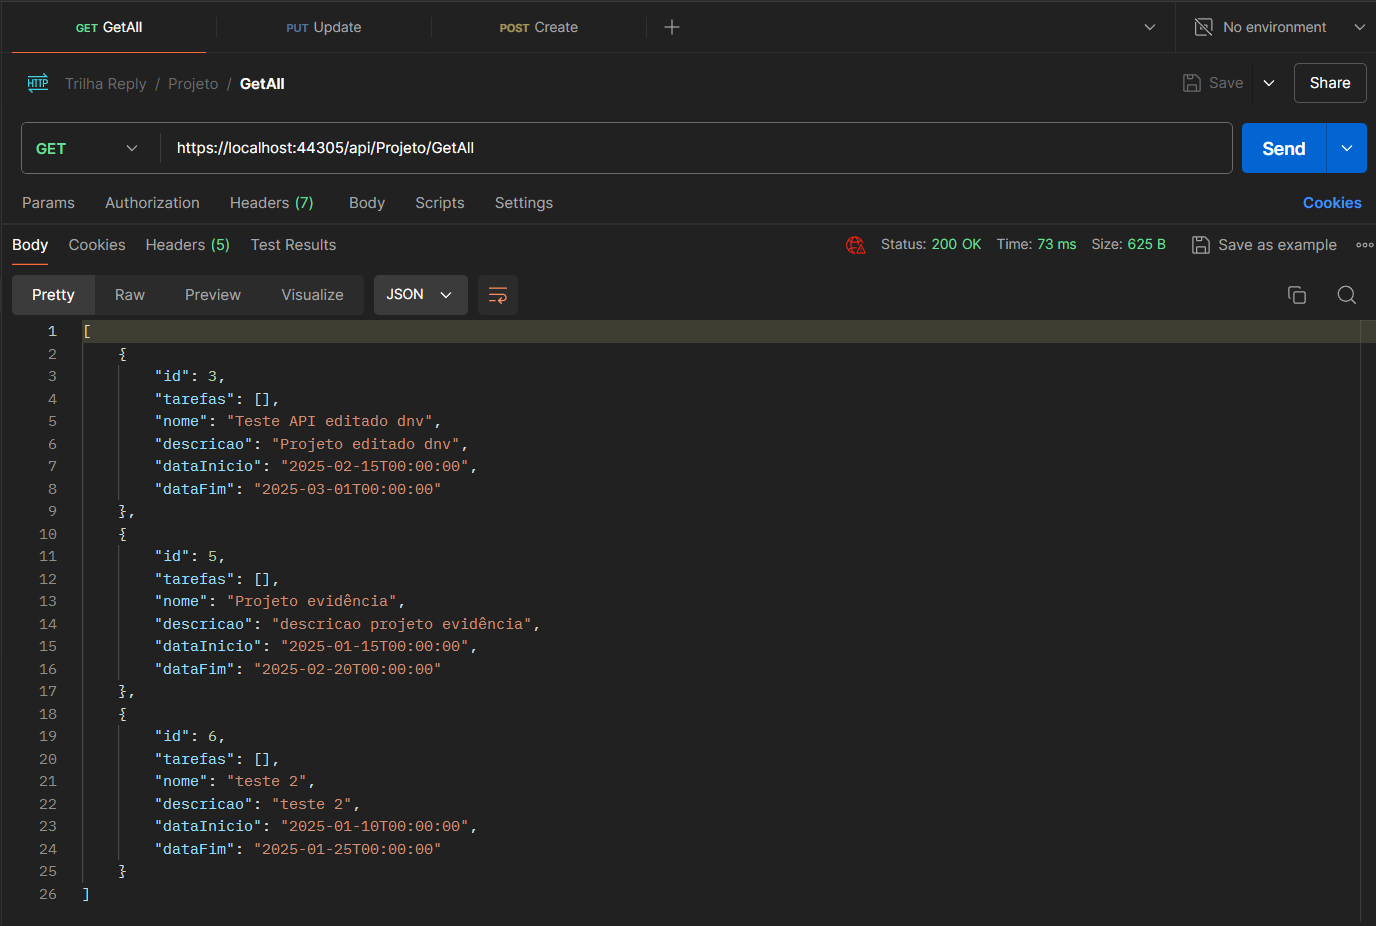 GET GetAll PUT Update POST Create No environment
HTTP Trilha Reply / Projeto / GetAll Save Share
GET https://localhost:44305/api/Projeto/GetAll Send
Params Authorization Headers (7) Body Scripts Settings Cookies
Body Cookies Headers (5) Test Results Status: 200 OK Time: 73 ms Size: 625 B Save as example
Pretty Raw Preview Visualize JSON
1 [
2 {
3 "id": 3,
4 "tarefas": [],
5 "nome": "Teste API editado dnv",
6 "descricao": "Projeto editado dnv",
7 "dataInicio": "2025-02-15T00:00:00",
8 "dataFim": "2025-03-01T00:00:00"
9 },
10 {
11 "id": 5,
12 "tarefas": [],
13 "nome": "Projeto evidência",
14 "descricao": "descricao projeto evidência",
15 "dataInicio": "2025-01-15T00:00:00",
16 "dataFim": "2025-02-20T00:00:00"
17 },
18 {
19 "id": 6,
20 "tarefas": [],
21 "nome": "teste 2",
22 "descricao": "teste 2",
23 "dataInicio": "2025-01-10T00:00:00",
24 "dataFim": "2025-01-25T00:00:00"
25 }
26 ]